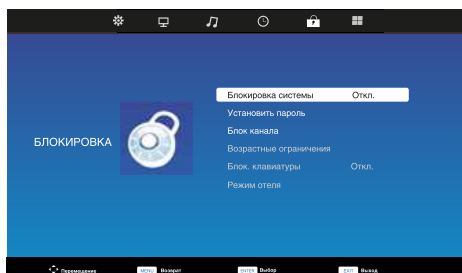 БЛОКИРОВКА
Блокировка системы Откл.
Установить пароль
Блок канала
Возрастные ограничения
Блок. клавиатуры Откл.
Режим отеля
Перемещение MENU Возврат ENTER Выбор EXIT Выход